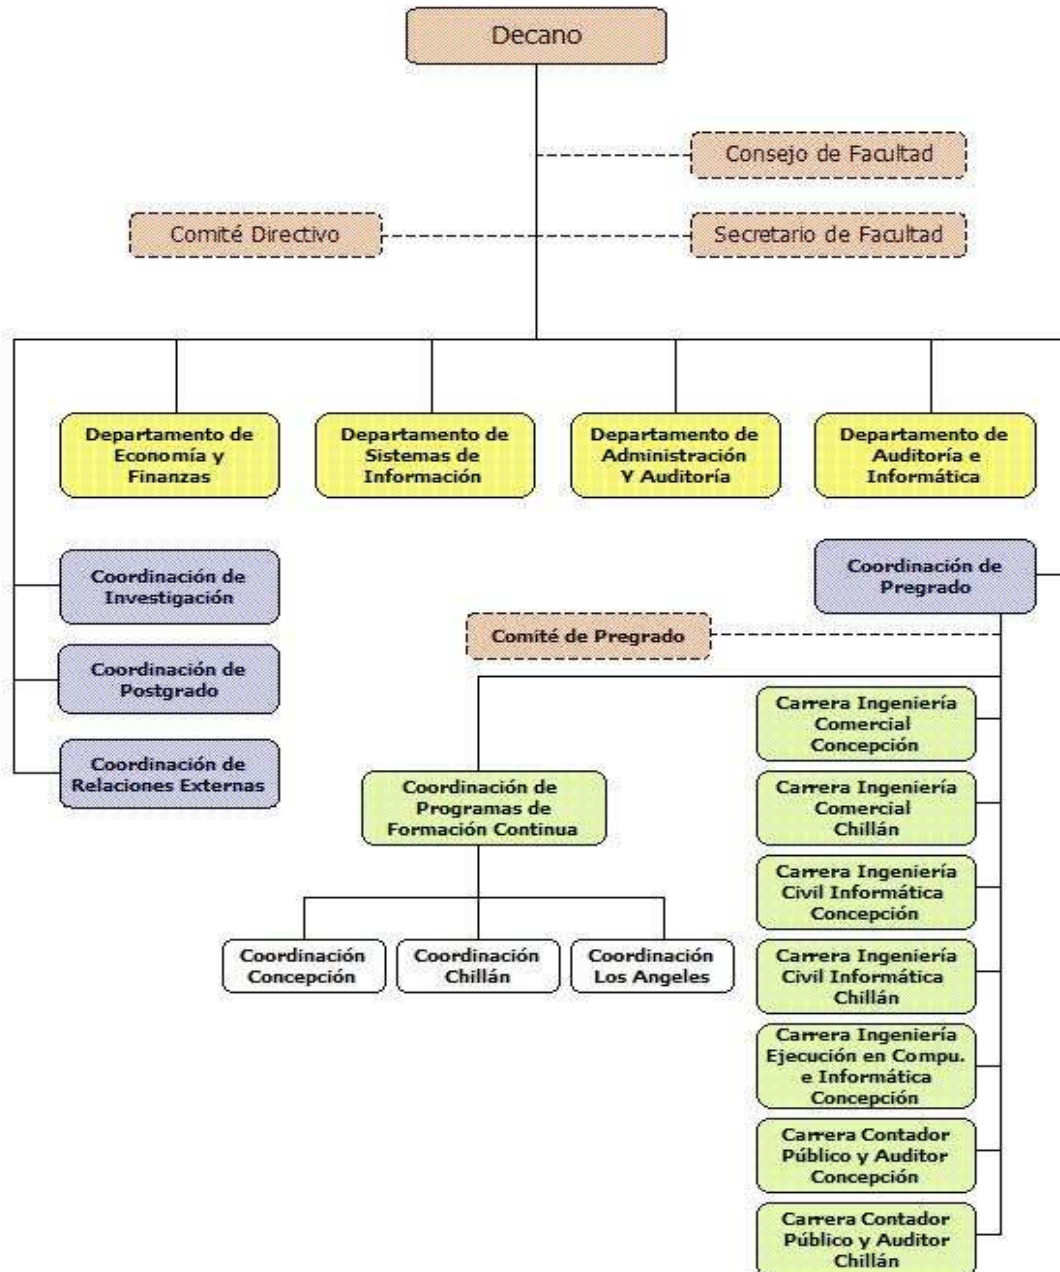 Decano
Consejo de Facultad
Comité Directivo
Secretario de Facultad
Departamento de
Economía y
Finanzas
Departamento de
Sistemas de
Información
Departamento de
Administración
Y Auditoría
Departamento de
Auditoría e
Informática
Coordinación de
Investigación
Coordinación de
Pregrado
Comité de Pregrado
Coordinación de
Postgrado
Coordinación de
Relaciones Externas
Coordinación de
Programas de
Formación Continua
Coordinación
Concepción
Coordinación
Chillán
Coordinación
Los Angeles
Carrera Ingeniería
Comercial
Concepción
Carrera Ingeniería
Comercial
Chillán
Carrera Ingeniería
Civil Informática
Concepción
Carrera Ingeniería
Civil Informática
Chillán
Carrera Ingeniería
Ejecución en Compu.
e Informática
Concepción
Carrera Contador
Público y Auditor
Concepción
Carrera Contador
Público y Auditor
Chillán